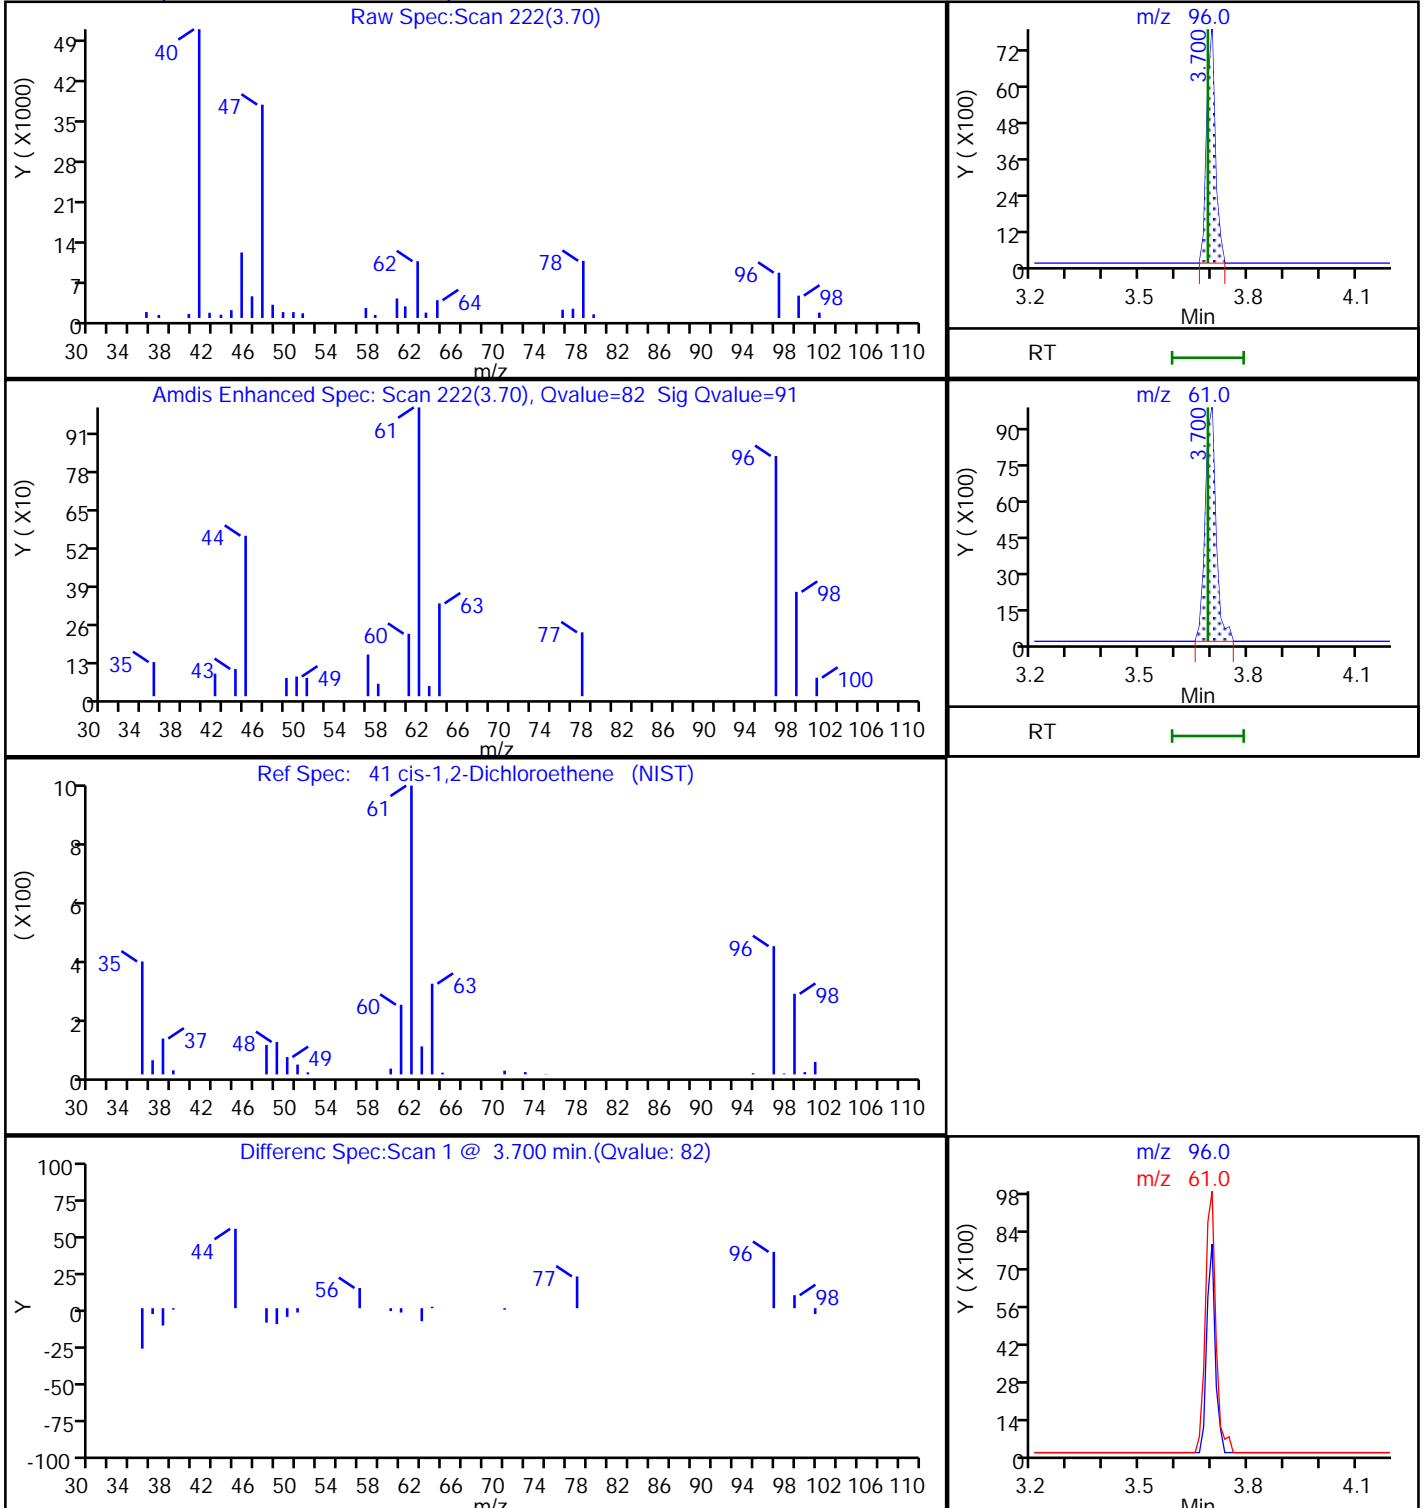 Raw Spec:Scan 222(3.70)
Y ( X1000)
49
42
35
28
21
14
7
0
40
47
62
64
78
96
98
30 34 38 42 46 50 54 58 62 66 70 74 78 82 86 90 94 98 102 106 110
m/z
m/z 96.0
Y ( X100)
72
60
48
36
24
12
0
3.700
3.2 3.5 3.8 4.1
Min
RT
Amdis Enhanced Spec: Scan 222(3.70), Qvalue=82 Sig Qvalue=91
Y ( X10)
91
78
65
52
39
26
13
0
35
43
44
49
60
61
63
77
96
98
100
30 34 38 42 46 50 54 58 62 66 70 74 78 82 86 90 94 98 102 106 110
m/z
m/z 61.0
Y ( X100)
90
75
60
45
30
15
0
3.700
3.2 3.5 3.8 4.1
Min
RT
Ref Spec: 41 cis-1,2-Dichloroethene (NIST)
( X100)
10
8
6
4
2
0
35
37
48
49
60
61
63
96
98
30 34 38 42 46 50 54 58 62 66 70 74 78 82 86 90 94 98 102 106 110
Differenc Spec:Scan 1 @ 3.700 min.(Qvalue: 82)
Y
100
75
50
25
0
-25
-50
-75
-100
44
56
77
96
98
30 34 38 42 46 50 54 58 62 66 70 74 78 82 86 90 94 98 102 106 110
m/z
m/z 96.0
m/z 61.0
Y ( X100)
98
84
70
56
42
28
14
0
3.2 3.5 3.8 4.1
Min